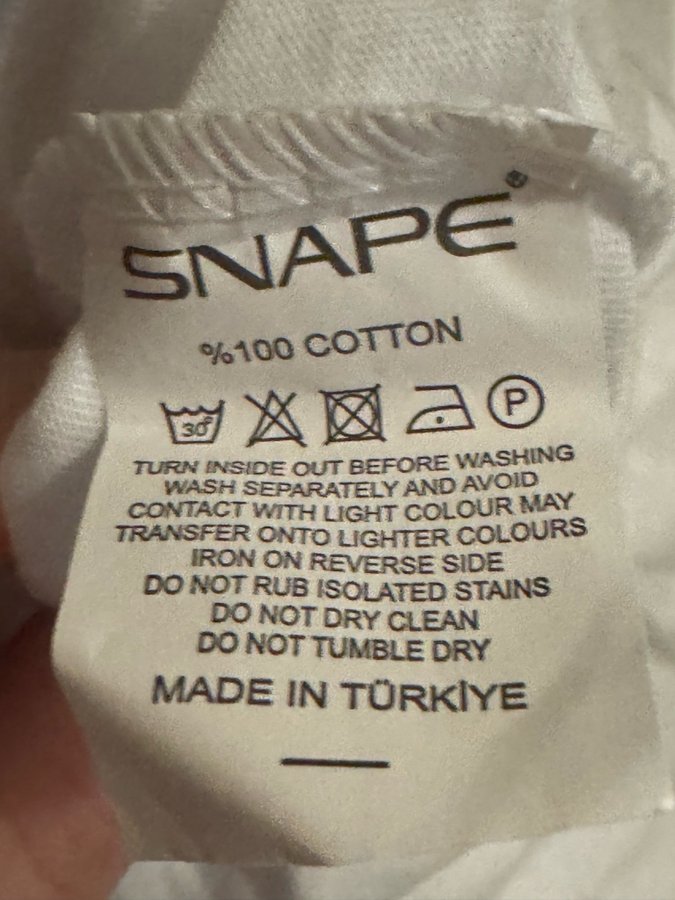 SNAPE®
%100 COTTON
30° P
TURN INSIDE OUT BEFORE WASHING
WASH SEPARATELY AND AVOID
CONTACT WITH LIGHT COLOUR MAY
TRANSFER ONTO LIGHTER COLOURS
IRON ON REVERSE SIDE
DO NOT RUB ISOLATED STAINS
DO NOT DRY CLEAN
DO NOT TUMBLE DRY
MADE IN TÜRKİYE